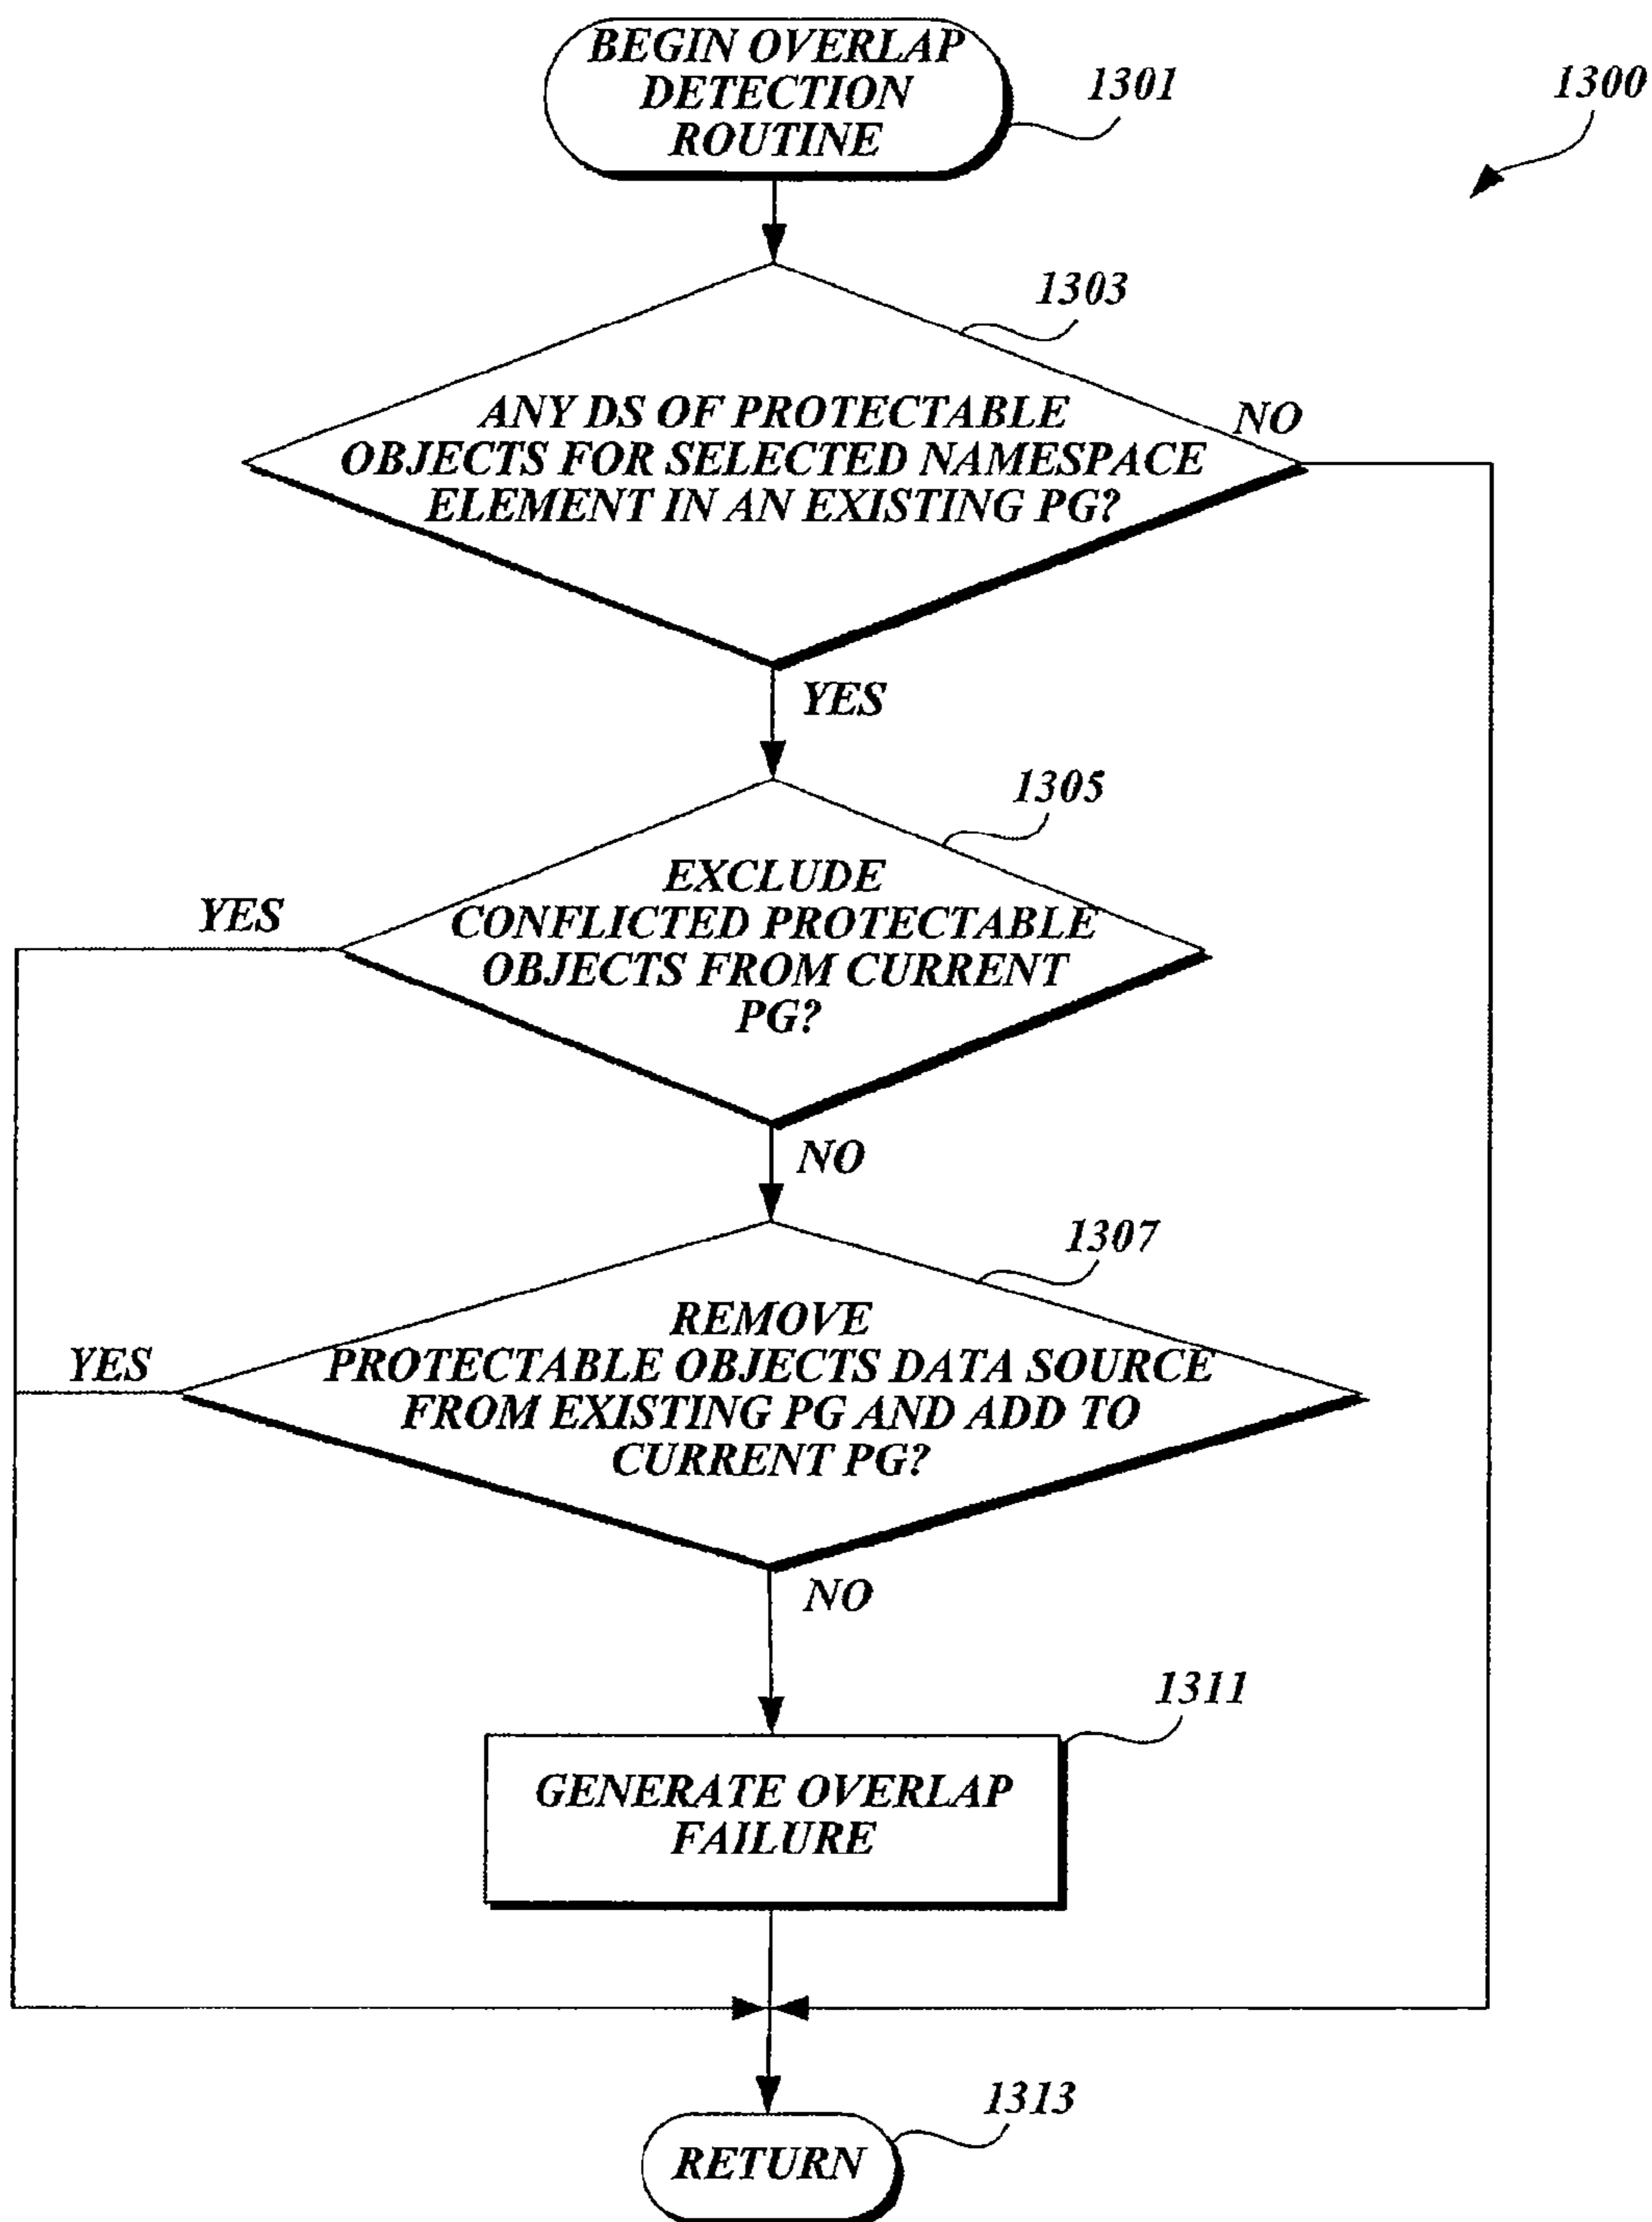 BEGIN OVERLAP
DETECTION
ROUTINE
1301
1300
1303
ANY DS OF PROTECTABLE
OBJECTS FOR SELECTED NAMESPACE
ELEMENT IN AN EXISTING PG?
NO
YES
1305
EXCLUDE
CONFLICTED PROTECTABLE
OBJECTS FROM CURRENT
PG?
YES
NO
1307
REMOVE
PROTECTABLE OBJECTS DATA SOURCE
FROM EXISTING PG AND ADD TO
CURRENT PG?
YES
NO
1311
GENERATE OVERLAP
FAILURE
1313
RETURN